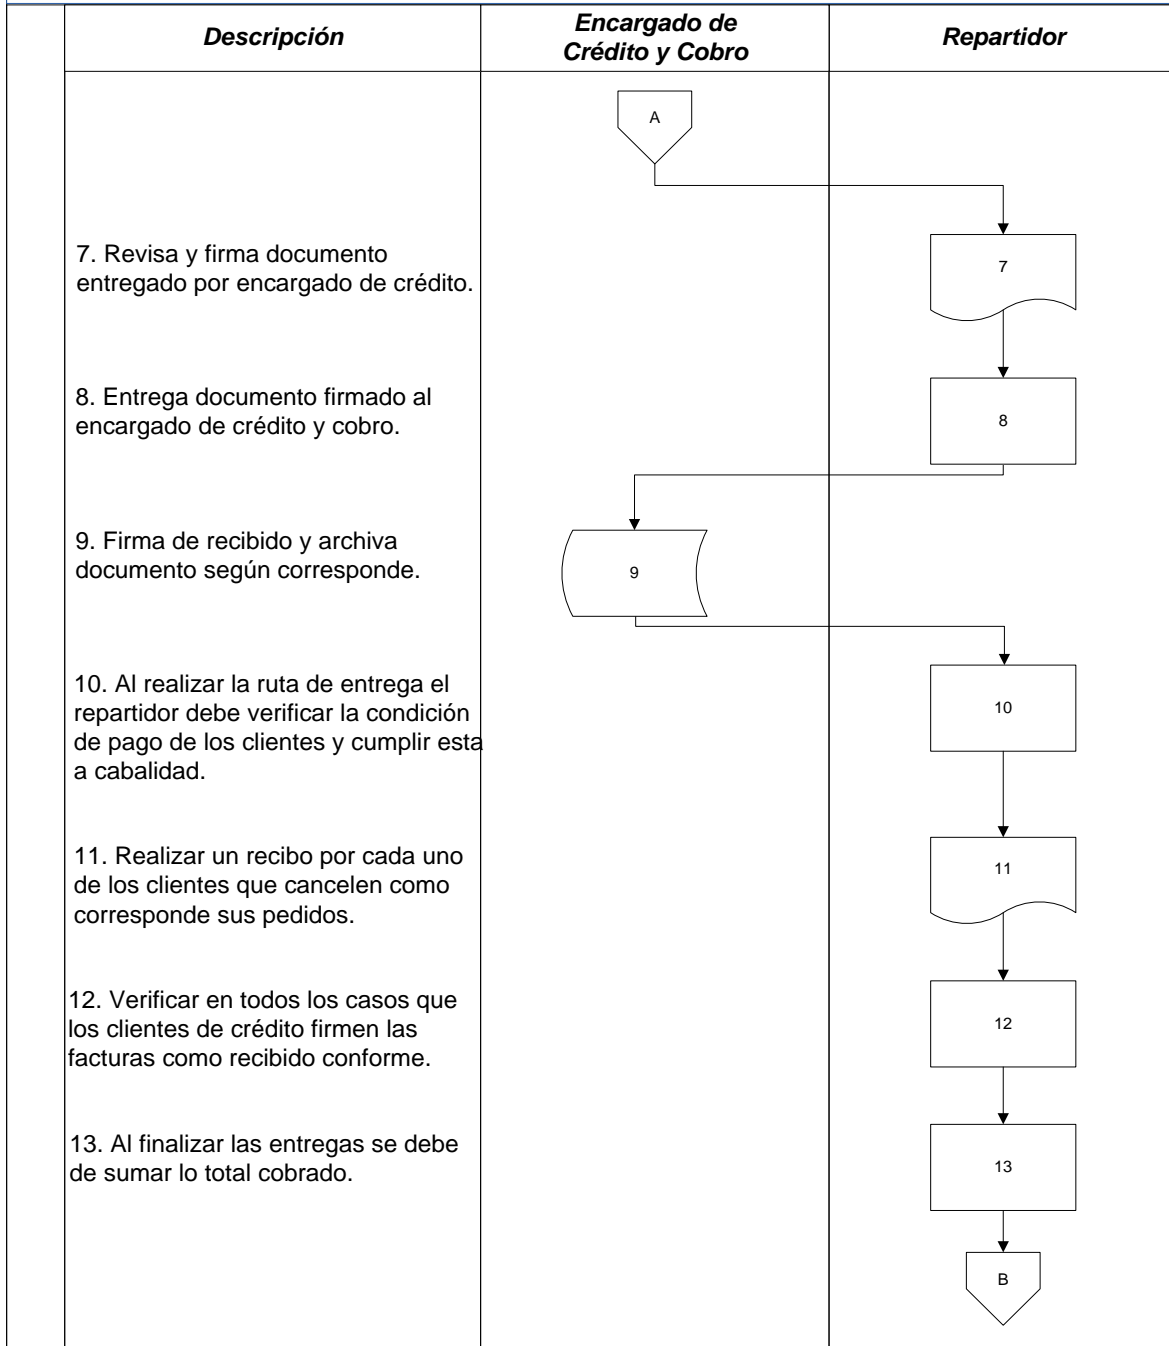 Descripción
Encargado de
Crédito y Cobro
Repartidor
A
7. Revisa y firma documento
entregado por encargado de crédito.
7
8. Entrega documento firmado al
encargado de crédito y cobro.
8
9. Firma de recibido y archiva
documento según corresponde.
9
10. Al realizar la ruta de entrega el
repartidor debe verificar la condición
de pago de los clientes y cumplir esta
a cabalidad.
10
11. Realizar un recibo por cada uno
de los clientes que cancelen como
corresponde sus pedidos.
11
12. Verificar en todos los casos que
los clientes de crédito firmen las
facturas como recibido conforme.
12
13. Al finalizar las entregas se debe
de sumar lo total cobrado.
13
B